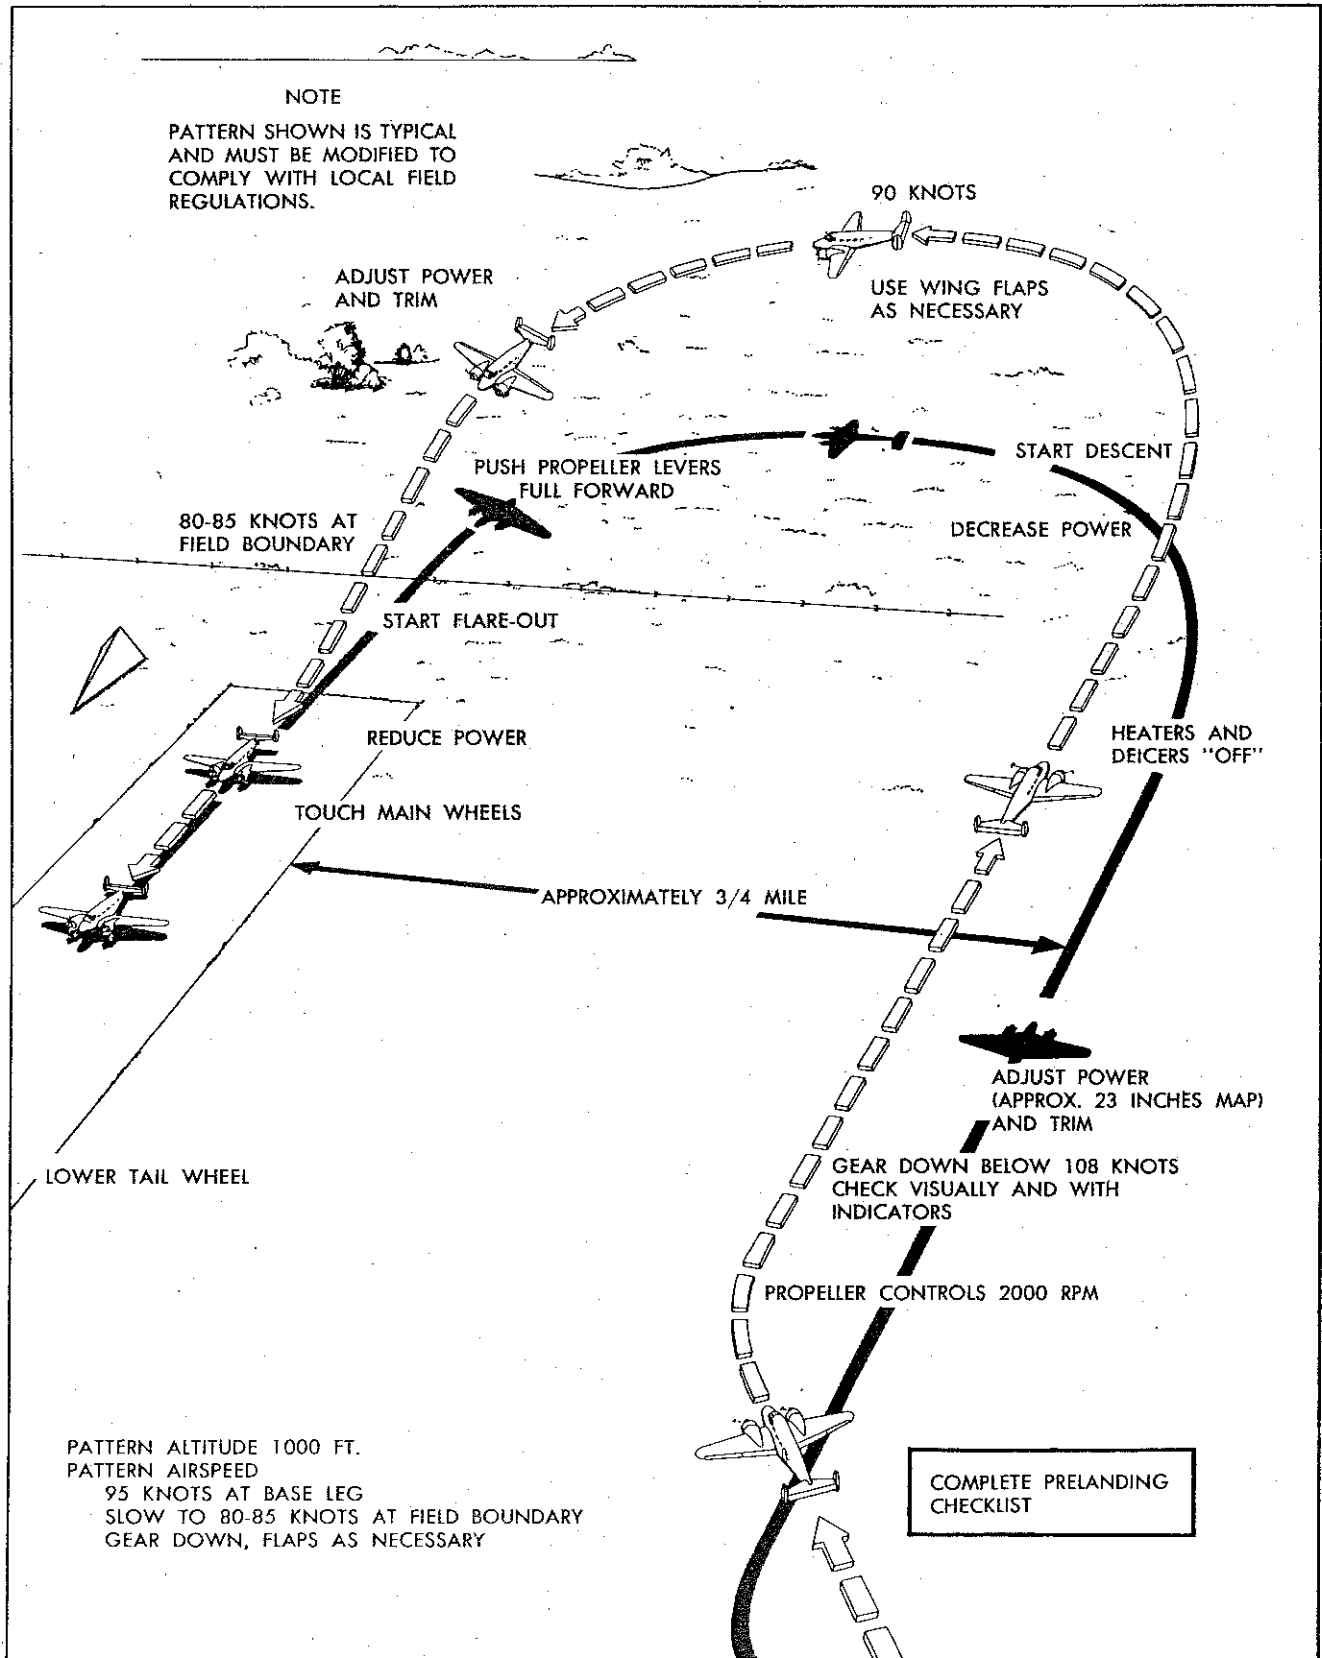 NOTE
PATTERN SHOWN IS TYPICAL
AND MUST BE MODIFIED TO
COMPLY WITH LOCAL FIELD
REGULATIONS.
90 KNOTS
USE WING FLAPS
AS NECESSARY
ADJUST POWER
AND TRIM
START DESCENT
PUSH PROPELLER LEVERS
FULL FORWARD
DECREASE POWER
80-85 KNOTS AT
FIELD BOUNDARY
START FLARE-OUT
REDUCE POWER
HEATERS AND
DEICERS "OFF"
TOUCH MAIN WHEELS
APPROXIMATELY 3/4 MILE
ADJUST POWER
(APPROX. 23 INCHES MAP)
AND TRIM
LOWER TAIL WHEEL
GEAR DOWN BELOW 108 KNOTS
CHECK VISUALLY AND WITH
INDICATORS
PROPELLER CONTROLS 2000 RPM
PATTERN ALTITUDE 1000 FT.
PATTERN AIRSPEED
95 KNOTS AT BASE LEG
SLOW TO 80-85 KNOTS AT FIELD BOUNDARY
GEAR DOWN, FLAPS AS NECESSARY
COMPLETE PRELANDING
CHECKLIST